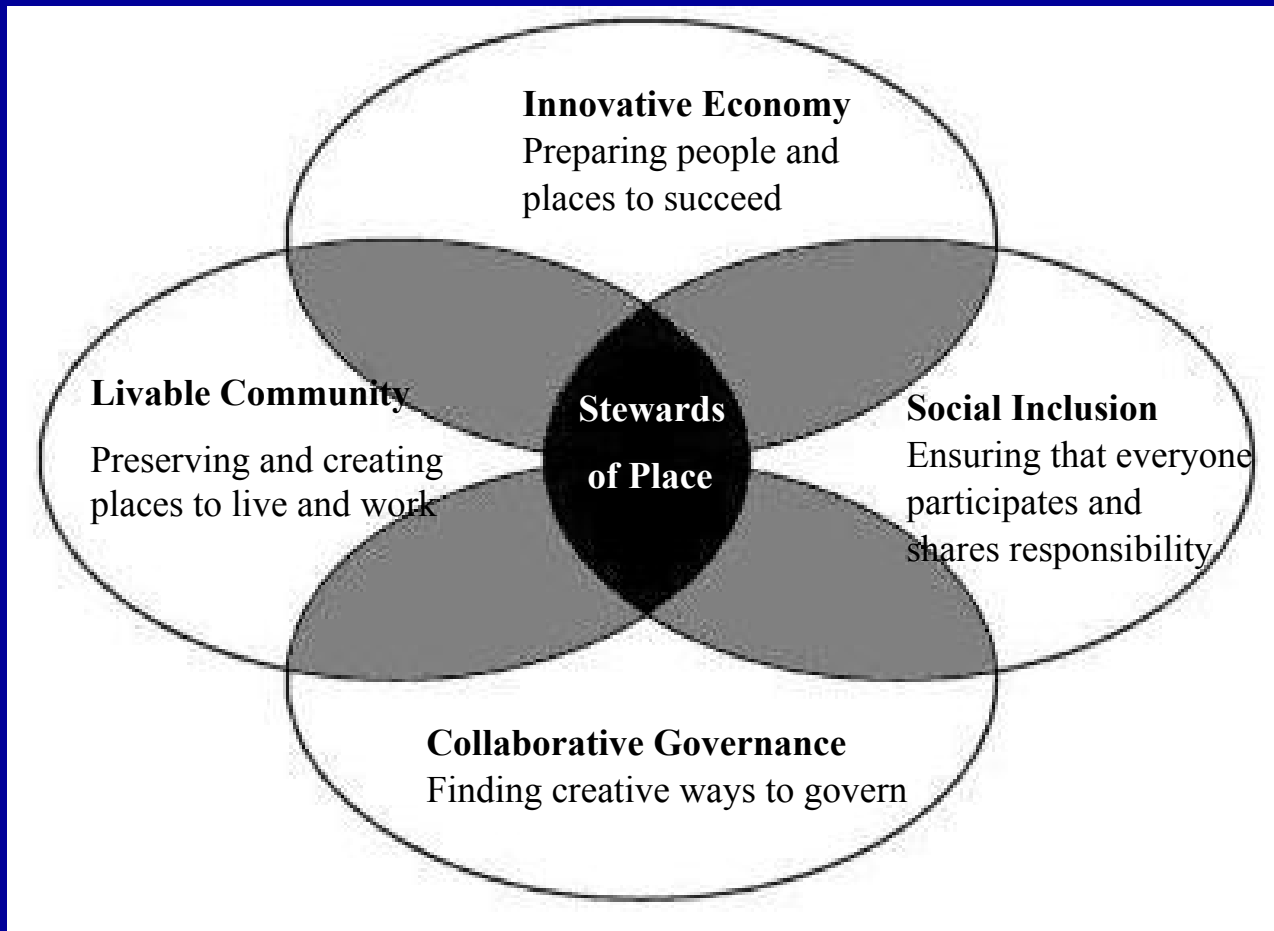 Innovative Economy
Preparing people and
places to succeed
Livable Community
Preserving and creating
places to live and work
Stewards
of Place
Social Inclusion
Ensuring that everyone
participates and
shares responsibility
Collaborative Governance
Finding creative ways to govern